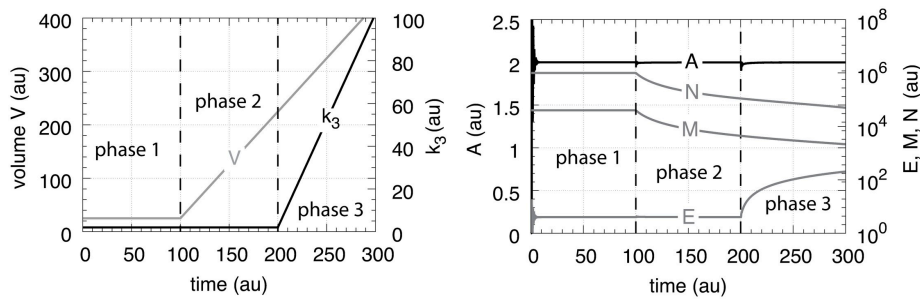 400
300
200
100
0
volume V (au)
phase 1
phase 2
phase 3
V
k3
100
80
60
40
20
0
k3 (au)
0 50 100 150 200 250 300
time (au)
2.5
2
1.5
1
0.5
0
A (au)
A
N
M
E
phase 1
phase 2
phase 3
10^8
10^6
10^4
10^2
10^0
E, M, N (au)
0 50 100 150 200 250 300
time (au)